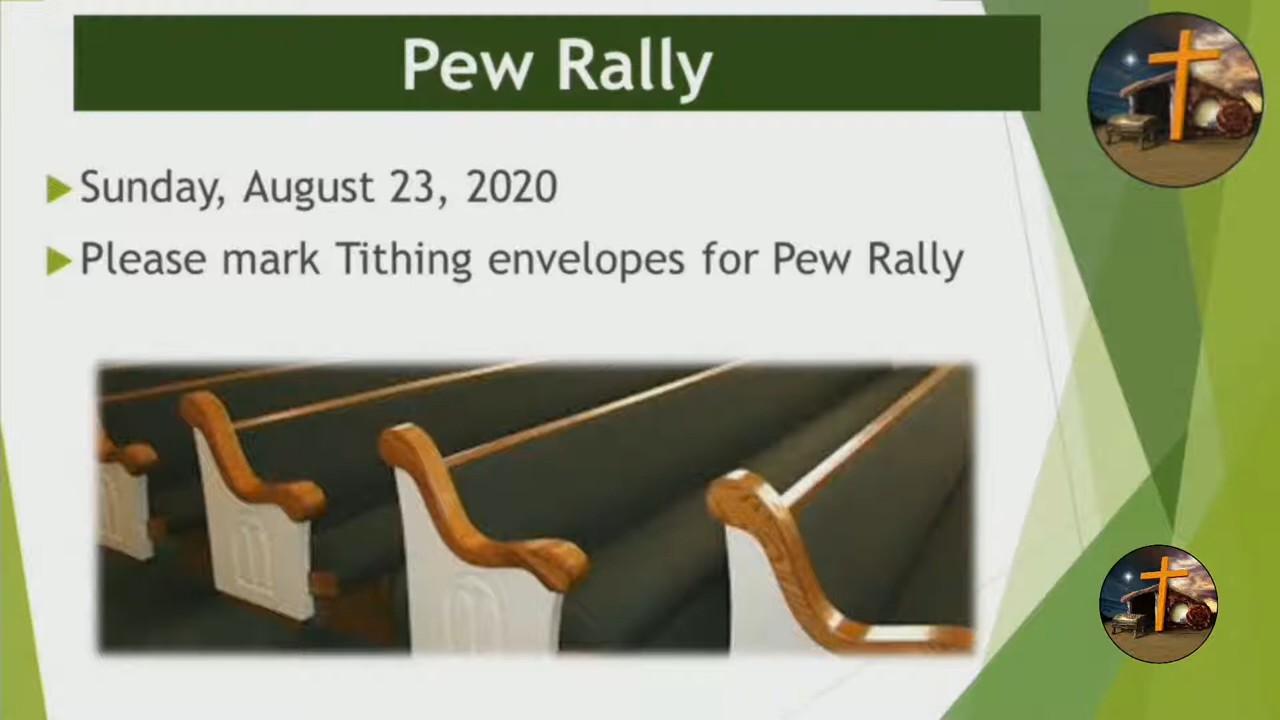 Pew Rally
Sunday, August 23, 2020
Please mark Tithing envelopes for Pew Rally